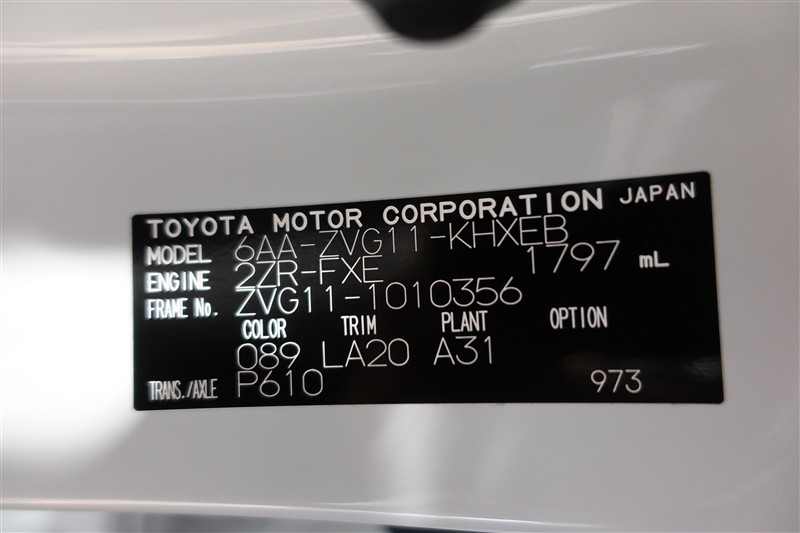 TOYOTA MOTOR CORPORATION JAPAN
MODEL 6AA-ZVG11-KHXEB
ENGINE 2ZR-FXE 1797 mL
FRAME No. ZVG11-1010356
COLOR TRIM PLANT OPTION
089 LA20 A31
TRANS./AXLE P610 973